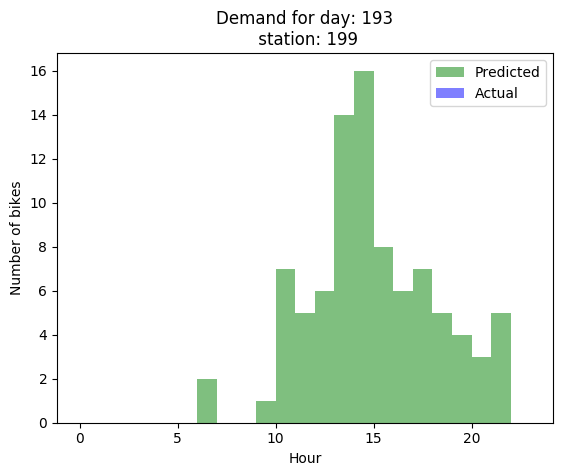 Demand for day: 193
station: 199
Predicted
Actual
Number of bikes
16
14
12
10
8
6
4
2
0
0 5 10 15 20
Hour